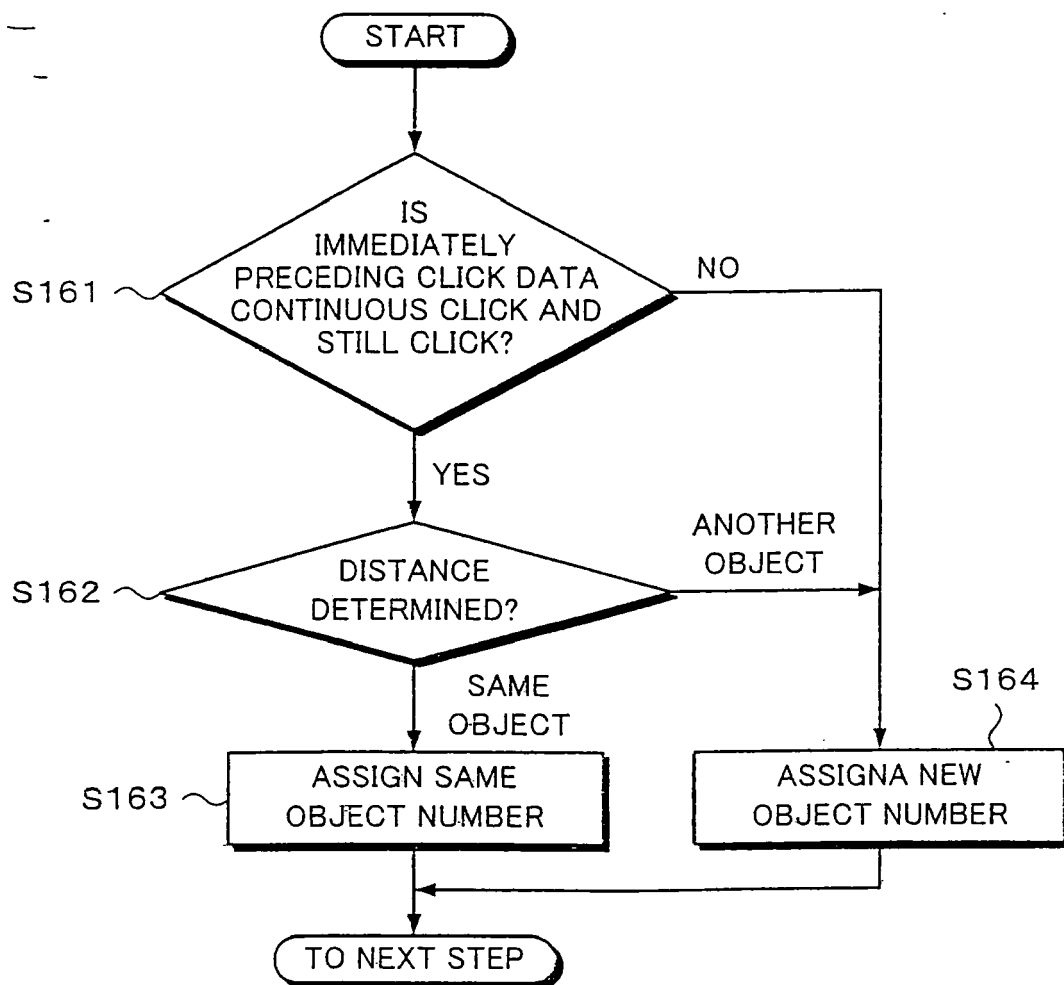 START
S161
IS
IMMEDIATELY
PRECEDING CLICK DATA
CONTINUOUS CLICK AND
STILL CLICK?
NO
YES
S162
DISTANCE
DETERMINED?
ANOTHER
OBJECT
SAME
OBJECT
S163
ASSIGN SAME
OBJECT NUMBER
S164
ASSIGNA NEW
OBJECT NUMBER
TO NEXT STEP